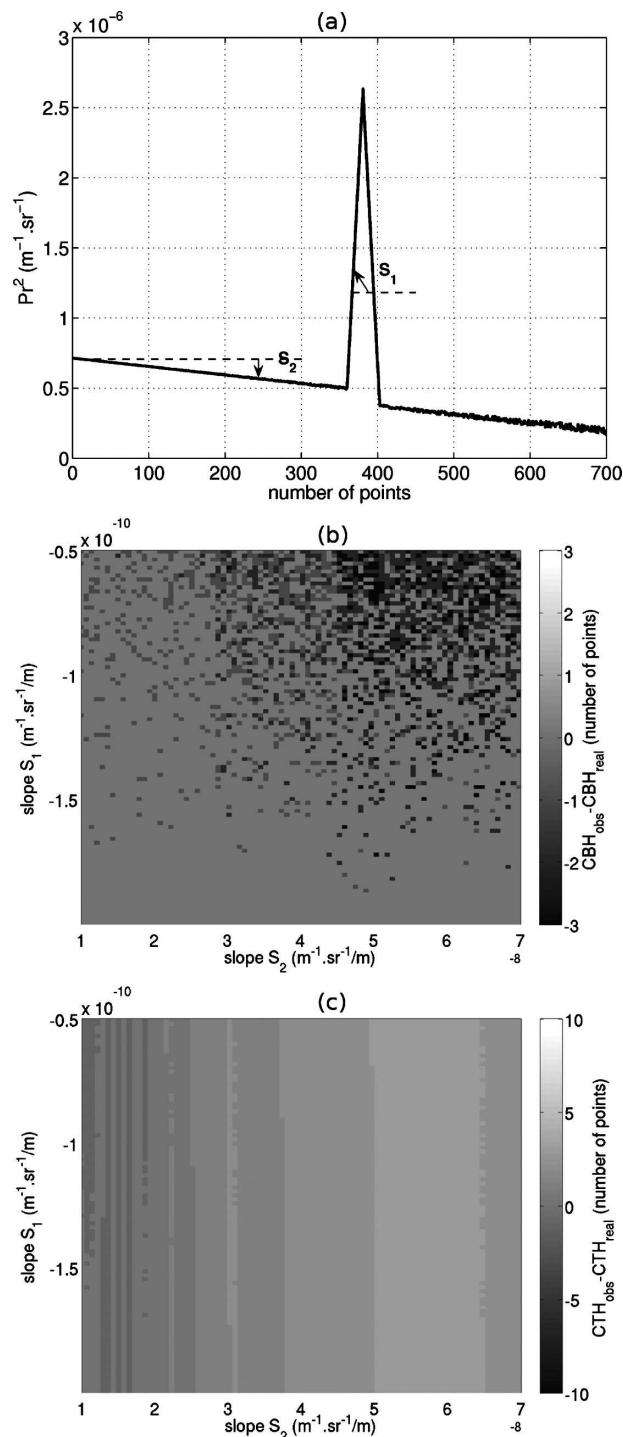 (a)
x 10⁻⁶
3
2.5
2
1.5
1
0.5
0
Pr² (m⁻¹.sr⁻¹)
S₁
S₂
0 100 200 300 400 500 600 700
number of points
(b)
x 10⁻¹⁰
-0.5
-1
-1.5
slope S₁ (m⁻¹.sr⁻¹/m)
1 2 3 4 5 6 7
slope S₂ (m⁻¹.sr⁻¹/m)
-8
3
2
1
0
-1
-2
-3
CBH_obs-CBH_real (number of points)
(c)
x 10⁻¹⁰
-0.5
-1
-1.5
slope S₁ (m⁻¹.sr⁻¹/m)
1 2 3 4 5 6 7
slope S₂ (m⁻¹.sr⁻¹/m)
-8
10
5
0
-5
-10
CTH_obs-CTH_real (number of points)